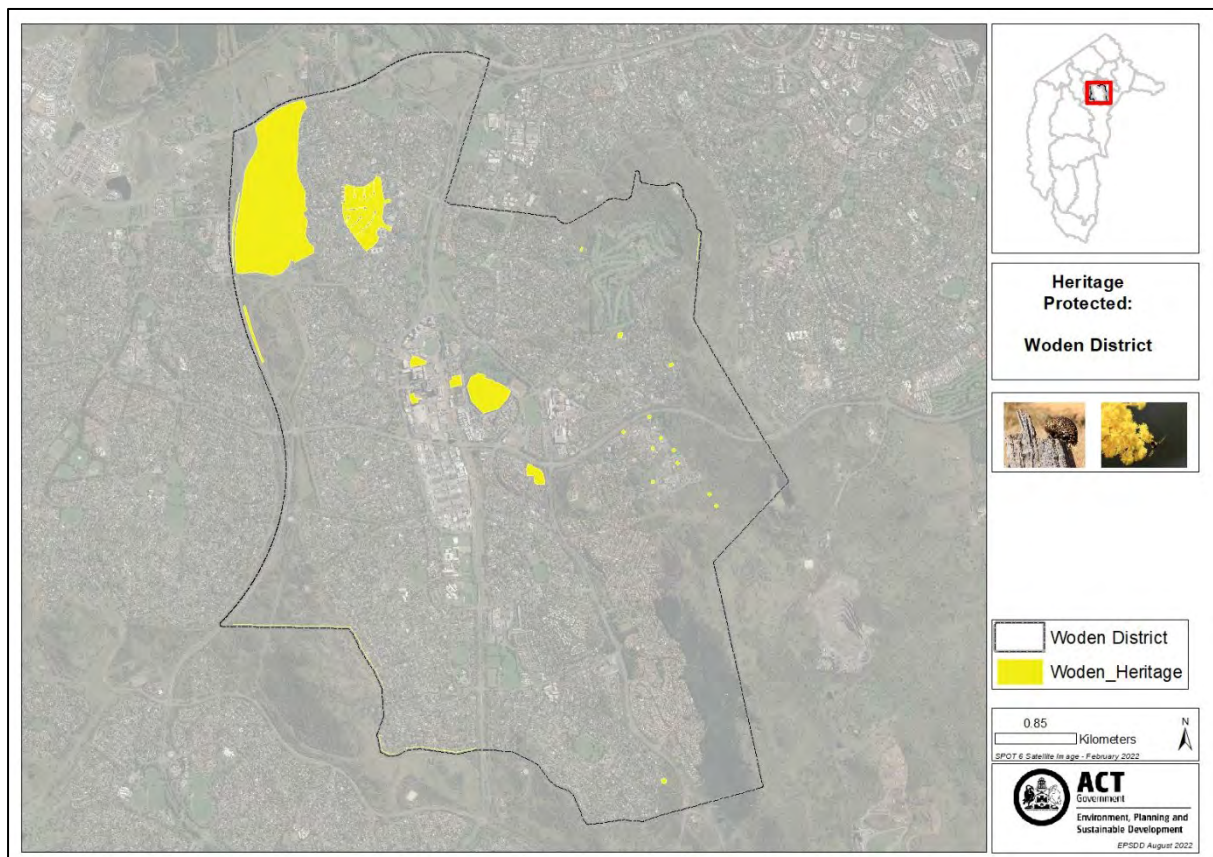 Heritage
Protected:
Woden District
Woden District
Woden_Heritage
0.85
Kilometers
N
SPOT 6 Satellite Image - February 2022
ACT
Government
Environment, Planning and
Sustainable Development
EPSDD August 2022